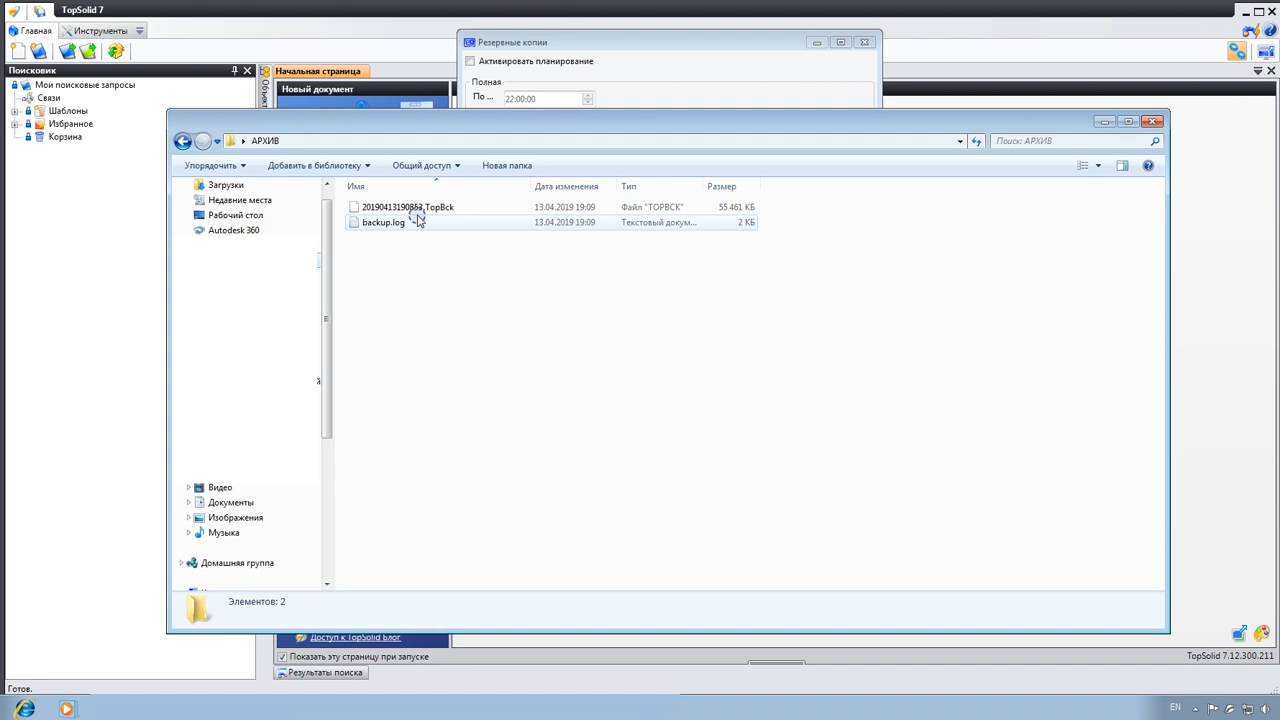 TopSolid 7
Главная
Инструменты
Поисковик
Мои поисковые запросы
Связи
Шаблоны
Избранное
Корзина
Начальная страница
Новый документ
Резервные копии
Активировать планирование
Полная
По ...
22:00:00
АРХИВ
Поиск: АРХИВ
Упорядочить
Добавить в библиотеку
Общий доступ
Новая папка
Загрузки
Недавние места
Рабочий стол
Autodesk 360
Видео
Документы
Изображения
Музыка
Домашняя группа
Имя
Дата изменения
Тип
Размер
20190413190853.TopBck
13.04.2019 19:09
Файл "TOPBCK"
55 461 КБ
backup.log
13.04.2019 19:09
Текстовый докум...
2 КБ
Элементов: 2
Доступ к TopSolid Блог
Показать эту страницу при запуске
TopSolid 7.12.300.211
Результаты поиска
Готов.
EN